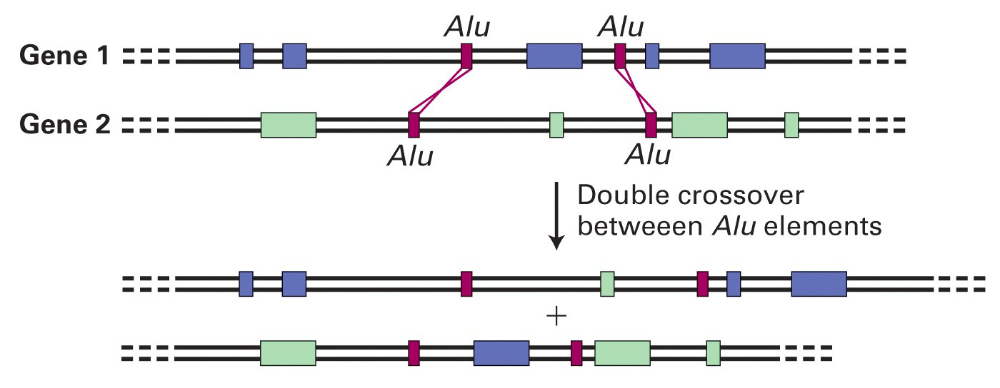 Alu Alu
Gene 1
Gene 2
Alu Alu
Double crossover
betweeen Alu elements
+